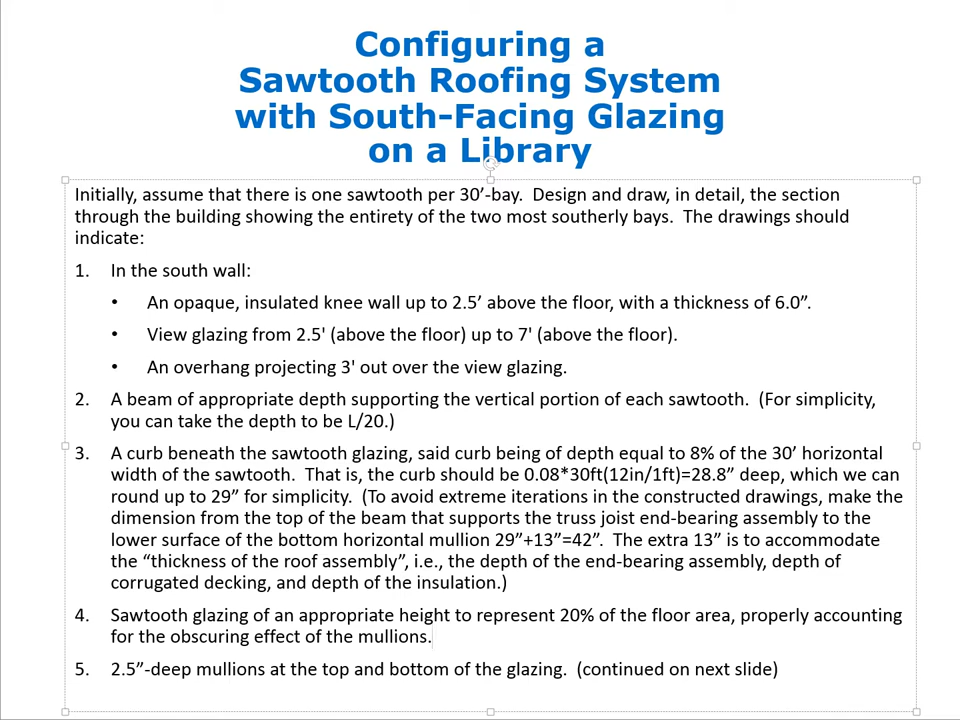 Configuring a
Sawtooth Roofing System
with South-Facing Glazing
on a Library
Initially, assume that there is one sawtooth per 30’-bay.  Design and draw, in detail, the section
through the building showing the entirety of the two most southerly bays.  The drawings should
indicate:
1. In the south wall:
• An opaque, insulated knee wall up to 2.5’ above the floor, with a thickness of 6.0”.
• View glazing from 2.5' (above the floor) up to 7' (above the floor).
• An overhang projecting 3' out over the view glazing.
2. A beam of appropriate depth supporting the vertical portion of each sawtooth.  (For simplicity,
you can take the depth to be L/20.)
3. A curb beneath the sawtooth glazing, said curb being of depth equal to 8% of the 30’ horizontal
width of the sawtooth.  That is, the curb should be 0.08*30ft(12in/1ft)=28.8” deep, which we can
round up to 29” for simplicity.  (To avoid extreme iterations in the constructed drawings, make the
dimension from the top of the beam that supports the truss joist end-bearing assembly to the
lower surface of the bottom horizontal mullion 29”+13”=42”.  The extra 13” is to accommodate
the “thickness of the roof assembly”, i.e., the depth of the end-bearing assembly, depth of
corrugated decking, and depth of the insulation.)
4. Sawtooth glazing of an appropriate height to represent 20% of the floor area, properly accounting
for the obscuring effect of the mullions.
5. 2.5”-deep mullions at the top and bottom of the glazing.  (continued on next slide)